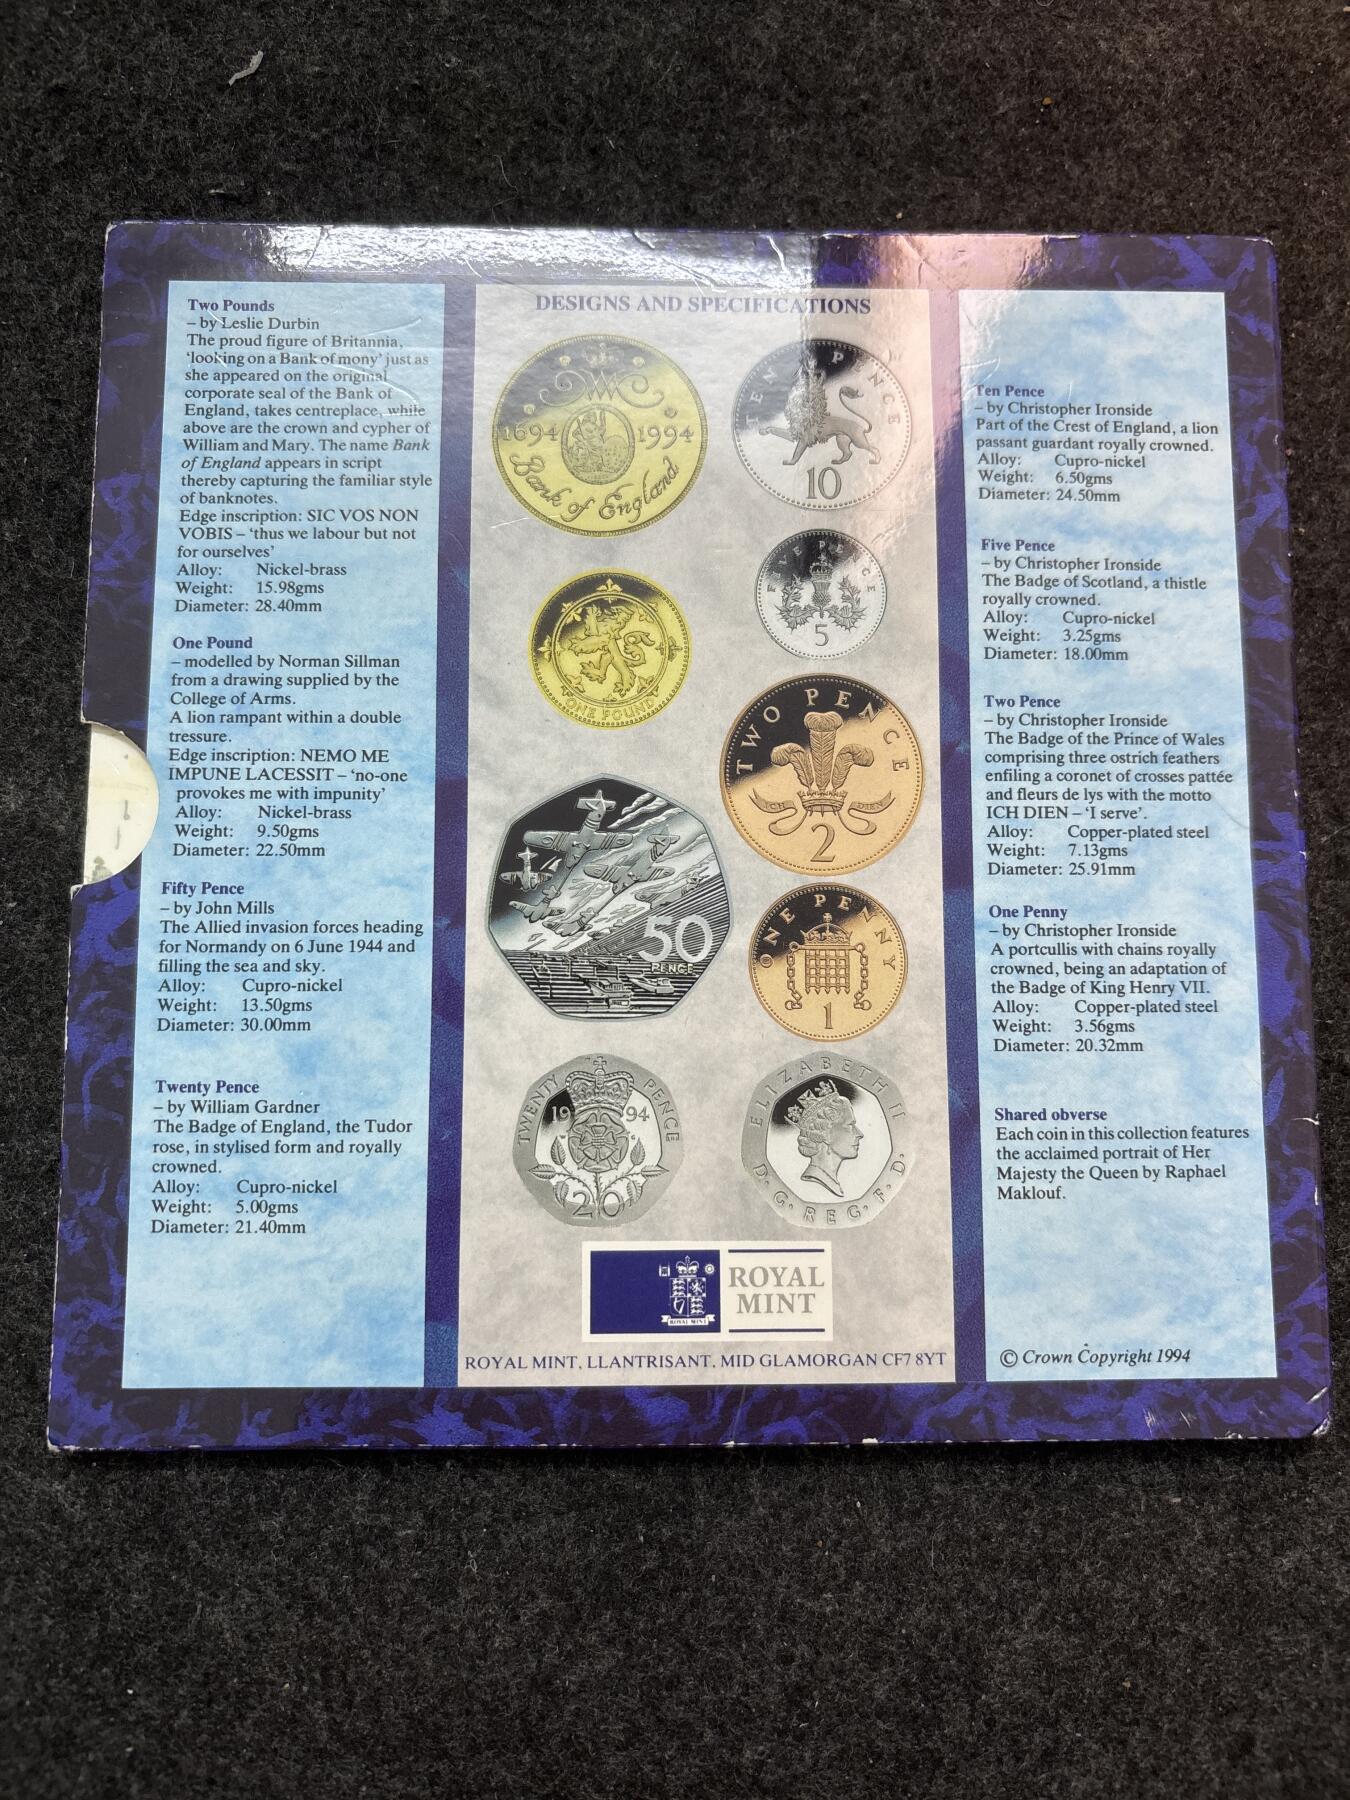 DESIGNS AND SPECIFICATIONS
Two Pounds
– by Leslie Durbin
The proud figure of Britannia,
‘looking on a Bank of mony’ just as
she appeared on the original
corporate seal of the Bank of
England, takes centreplace, while
above are the crown and cypher of
William and Mary. The name Bank
of England appears in script
thereby capturing the familiar style
of banknotes.
Edge inscription: SIC VOS NON
VOBIS – ‘thus we labour but not
for ourselves’
Alloy: Nickel-brass
Weight: 15.98gms
Diameter: 28.40mm
One Pound
– modelled by Norman Sillman
from a drawing supplied by the
College of Arms.
A lion rampant within a double
tressure.
Edge inscription: NEMO ME
IMPUNE LACESSIT – ‘no-one
provokes me with impunity’
Alloy: Nickel-brass
Weight: 9.50gms
Diameter: 22.50mm
Fifty Pence
– by John Mills
The Allied invasion forces heading
for Normandy on 6 June 1944 and
filling the sea and sky.
Alloy: Cupro-nickel
Weight: 13.50gms
Diameter: 30.00mm
Twenty Pence
– by William Gardner
The Badge of England, the Tudor
rose, in stylised form and royally
crowned.
Alloy: Cupro-nickel
Weight: 5.00gms
Diameter: 21.40mm
1694 1994
Bank of England
TEN PENCE
10
FIVE PENCE
5
ONE POUND
TWO PENCE
ICH DIEN
2
50
PENCE
ONE PENNY
1
TWENTY PENCE
1994
20
ELIZABETH II
D·G·REG·F·D·
ROYAL MINT
ROYAL
MINT
ROYAL MINT, LLANTRISANT, MID GLAMORGAN CF7 8YT
Ten Pence
– by Christopher Ironside
Part of the Crest of England, a lion
passant guardant royally crowned.
Alloy: Cupro-nickel
Weight: 6.50gms
Diameter: 24.50mm
Five Pence
– by Christopher Ironside
The Badge of Scotland, a thistle
royally crowned.
Alloy: Cupro-nickel
Weight: 3.25gms
Diameter: 18.00mm
Two Pence
– by Christopher Ironside
The Badge of the Prince of Wales
comprising three ostrich feathers
enfiling a coronet of crosses pattée
and fleurs de lys with the motto
ICH DIEN – ‘I serve’.
Alloy: Copper-plated steel
Weight: 7.13gms
Diameter: 25.91mm
One Penny
– by Christopher Ironside
A portcullis with chains royally
crowned, being an adaptation of
the Badge of King Henry VII.
Alloy: Copper-plated steel
Weight: 3.56gms
Diameter: 20.32mm
Shared obverse
Each coin in this collection features
the acclaimed portrait of Her
Majesty the Queen by Raphael
Maklouf.
© Crown Copyright 1994